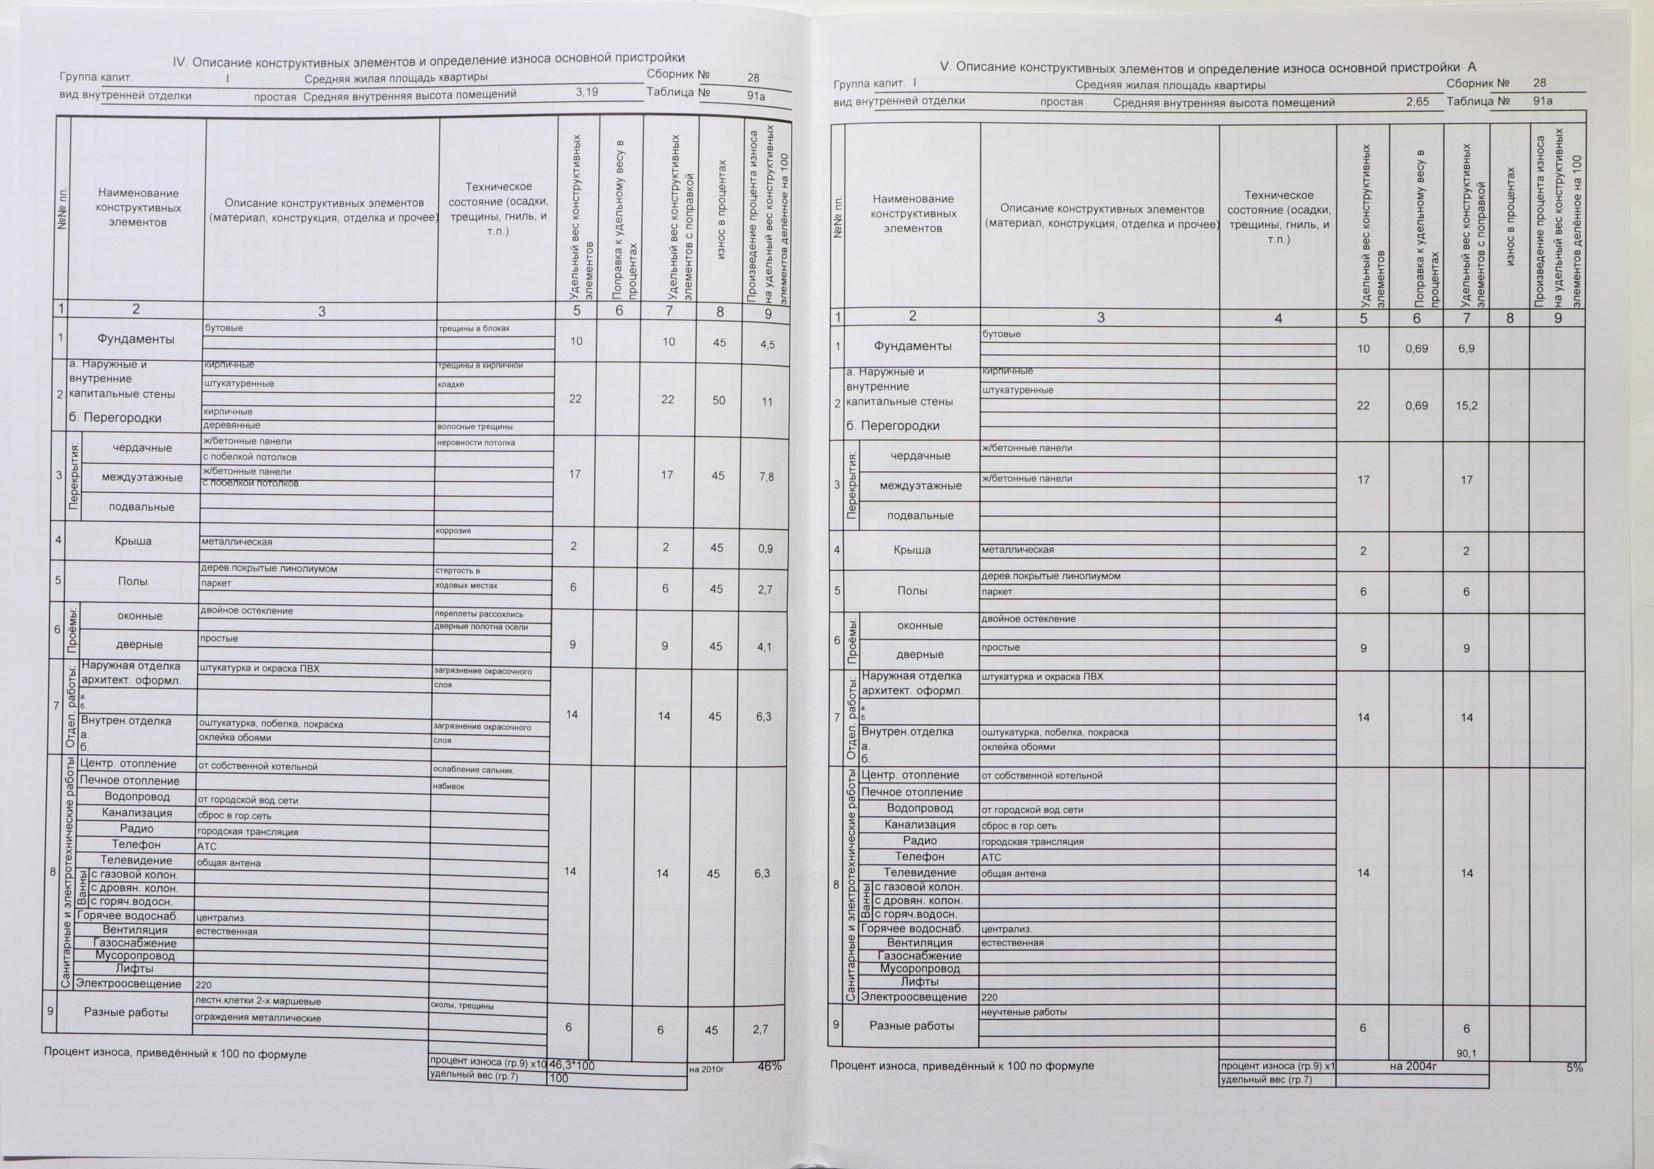 IV. Описание конструктивных элементов и определение износа основной пристройки
Группа капит. I Средняя жилая площадь квартиры Сборник № 28
вид внутренней отделки простая Средняя внутренняя высота помещений 3,19 Таблица № 91а
№№ пп.
Наименование конструктивных элементов
Описание конструктивных элементов (материал, конструкция, отделка и прочее)
Техническое состояние (осадки, трещины, гниль, и т.п.)
Удельный вес конструктивных элементов
Поправка к удельному весу в процентах
Удельный вес конструктивных элементов с поправкой
износ в процентах
Произведение процента износа на удельный вес конструктивных элементов делённое на 100
1 2 3 5 6 7 8 9
1 Фундаменты бутовые трещины в блоках 10 10 45 4,5
2 а. Наружные и внутренние капитальные стены кирпичные трещины в кирпичной
штукатуренные кладке 22 22 50 11
б. Перегородки кирпичные
деревянные волосные трещины
3 Перекрытия: чердачные ж/бетонные панели неровности потолка
с побелкой потолков
междуэтажные ж/бетонные панели 17 17 45 7,8
с побелкой потолков
подвальные
4 Крыша коррозия
металлическая 2 2 45 0,9
5 Полы дерев.покрытые линолиумом стертость в
паркет ходовых местах 6 6 45 2,7
6 Проёмы: оконные двойное остекление переплеты рассохлись
дверные полотна осели
дверные простые 9 9 45 4,1
7 Отдел. работы: Наружная отделка архитект. оформл. штукатурка и окраска ПВХ загрязнение окрасочного
слоя
а.
б.
14 14 45 6,3
Внутрен.отделка оштукатурка, побелка, покраска загрязнение окрасочного
а. оклейка обоями слоя
б.
8 Санитарные и электротехнические работы
Центр. отопление от собственной котельной ослабление сальник.
Печное отопление набивок
Водопровод от городской вод.сети
Канализация сброс в гор.сеть
Радио городская трансляция
Телефон АТС
Телевидение общая антена
Ванны с газовой колон. 14 14 45 6,3
с дровян. колон.
с горяч.водосн.
Горячее водоснаб. централиз.
Вентиляция естественная
Газоснабжение
Мусоропровод
Лифты
Электроосвещение 220
9 Разные работы лестн.клетки 2-х маршевые сколы, трещины
ограждения металлические 6 6 45 2,7
Процент износа, приведённый к 100 по формуле
процент износа (гр.9) х10 46,3*100 на 2010г 46%
удельный вес (гр.7) 100
V. Описание конструктивных элементов и определение износа основной пристройки А
Группа капит. I Средняя жилая площадь квартиры Сборник № 28
вид внутренней отделки простая Средняя внутренняя высота помещений 2,65 Таблица № 91а
№№ пп.
Наименование конструктивных элементов
Описание конструктивных элементов (материал, конструкция, отделка и прочее)
Техническое состояние (осадки, трещины, гниль, и т.п.)
Удельный вес конструктивных элементов
Поправка к удельному весу в процентах
Удельный вес конструктивных элементов с поправкой
износ в процентах
Произведение процента износа на удельный вес конструктивных элементов делённое на 100
1 2 3 4 5 6 7 8 9
1 Фундаменты бутовые 10 0,69 6,9
2 а. Наружные и внутренние капитальные стены кирпичные
штукатуренные 22 0,69 15,2
б. Перегородки
3 Перекрытия: чердачные ж/бетонные панели
междуэтажные ж/бетонные панели 17 17
подвальные
4 Крыша металлическая 2 2
5 Полы дерев.покрытые линолиумом
паркет 6 6
6 Проёмы: оконные двойное остекление
дверные простые 9 9
7 Отдел. работы: Наружная отделка архитект. оформл. штукатурка и окраска ПВХ
а.
б.
14 14
Внутрен.отделка оштукатурка, побелка, покраска
а. оклейка обоями
б.
8 Санитарные и электротехнические работы
Центр. отопление от собственной котельной
Печное отопление
Водопровод от городской вод.сети
Канализация сброс в гор.сеть
Радио городская трансляция
Телефон АТС
Телевидение общая антена 14 14
Ванны с газовой колон.
с дровян. колон.
с горяч.водосн.
Горячее водоснаб. централиз.
Вентиляция естественная
Газоснабжение
Мусоропровод
Лифты
Электроосвещение 220
9 Разные работы неучтеные работы
6 6
90,1
Процент износа, приведённый к 100 по формуле
процент износа (гр.9) х1 на 2004г 5%
удельный вес (гр.7)